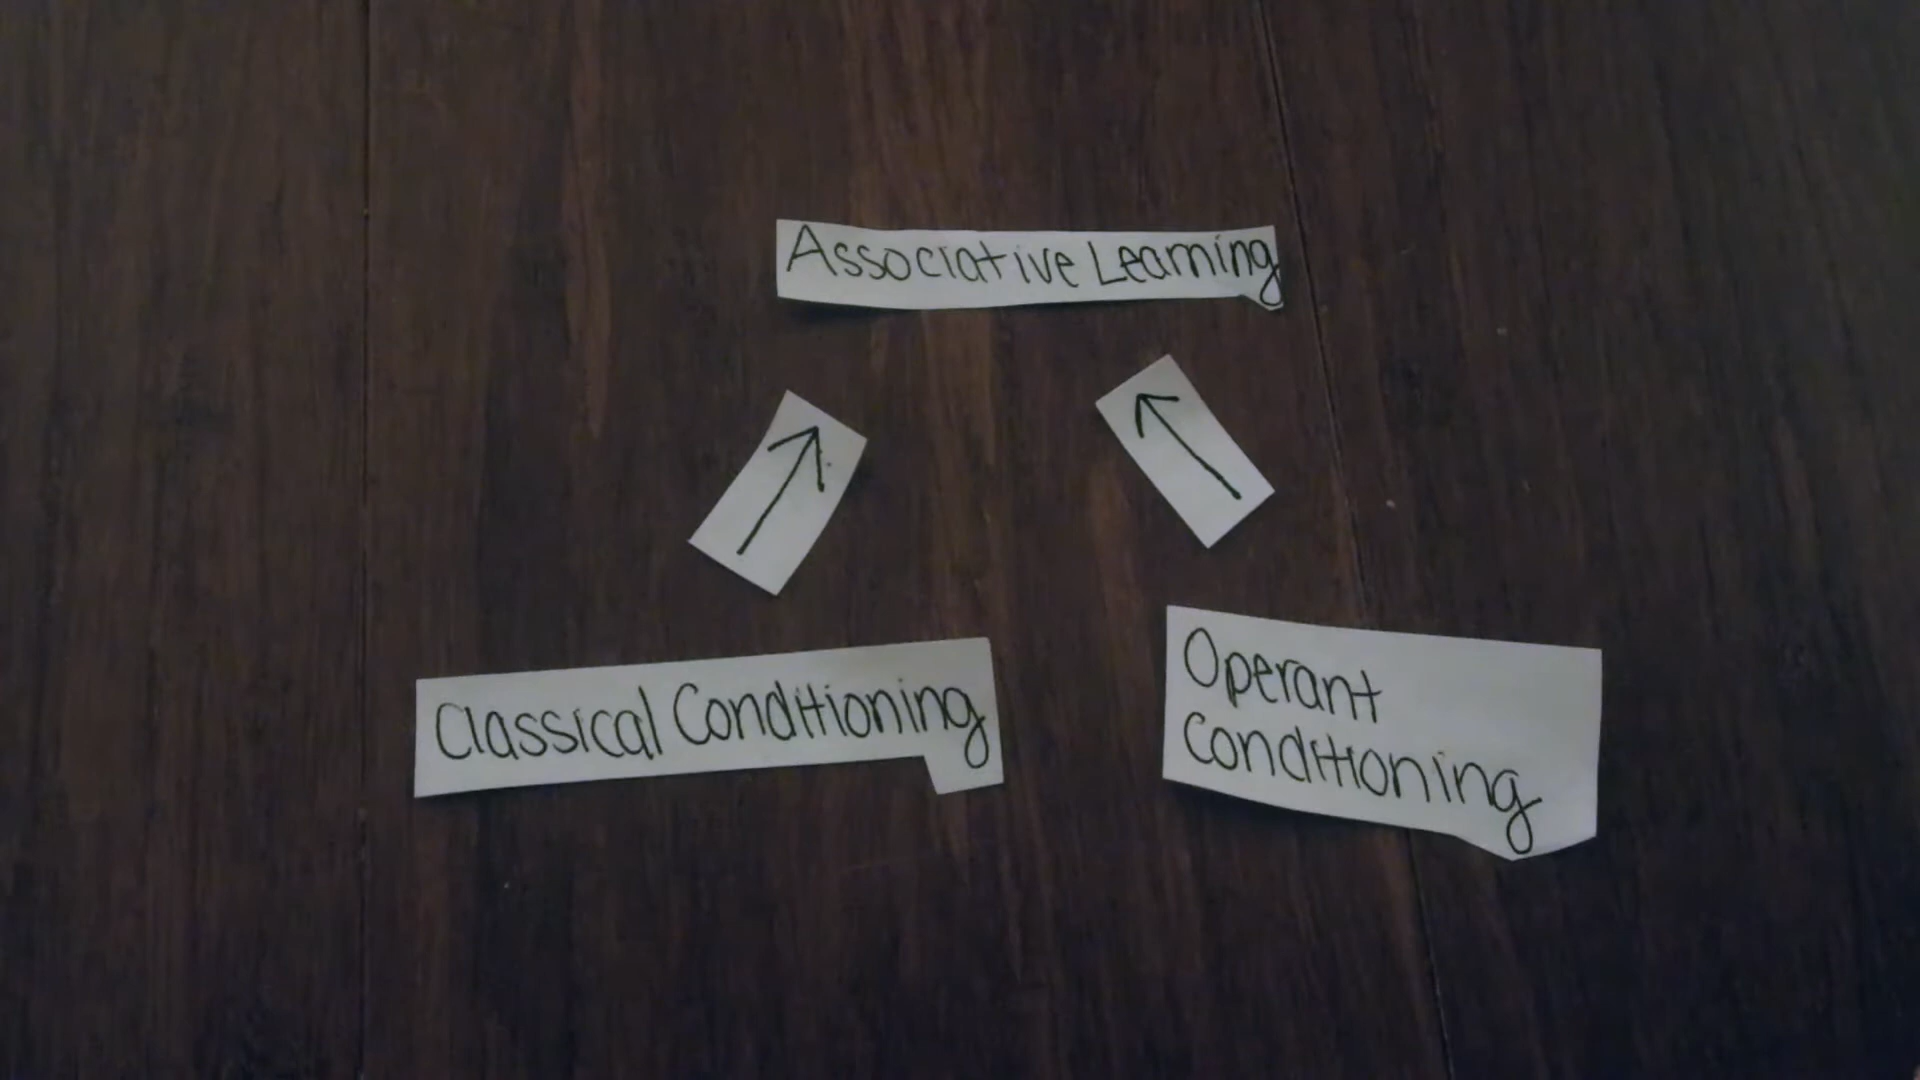 Associative Learning
Classical Conditioning
Operant
Conditioning